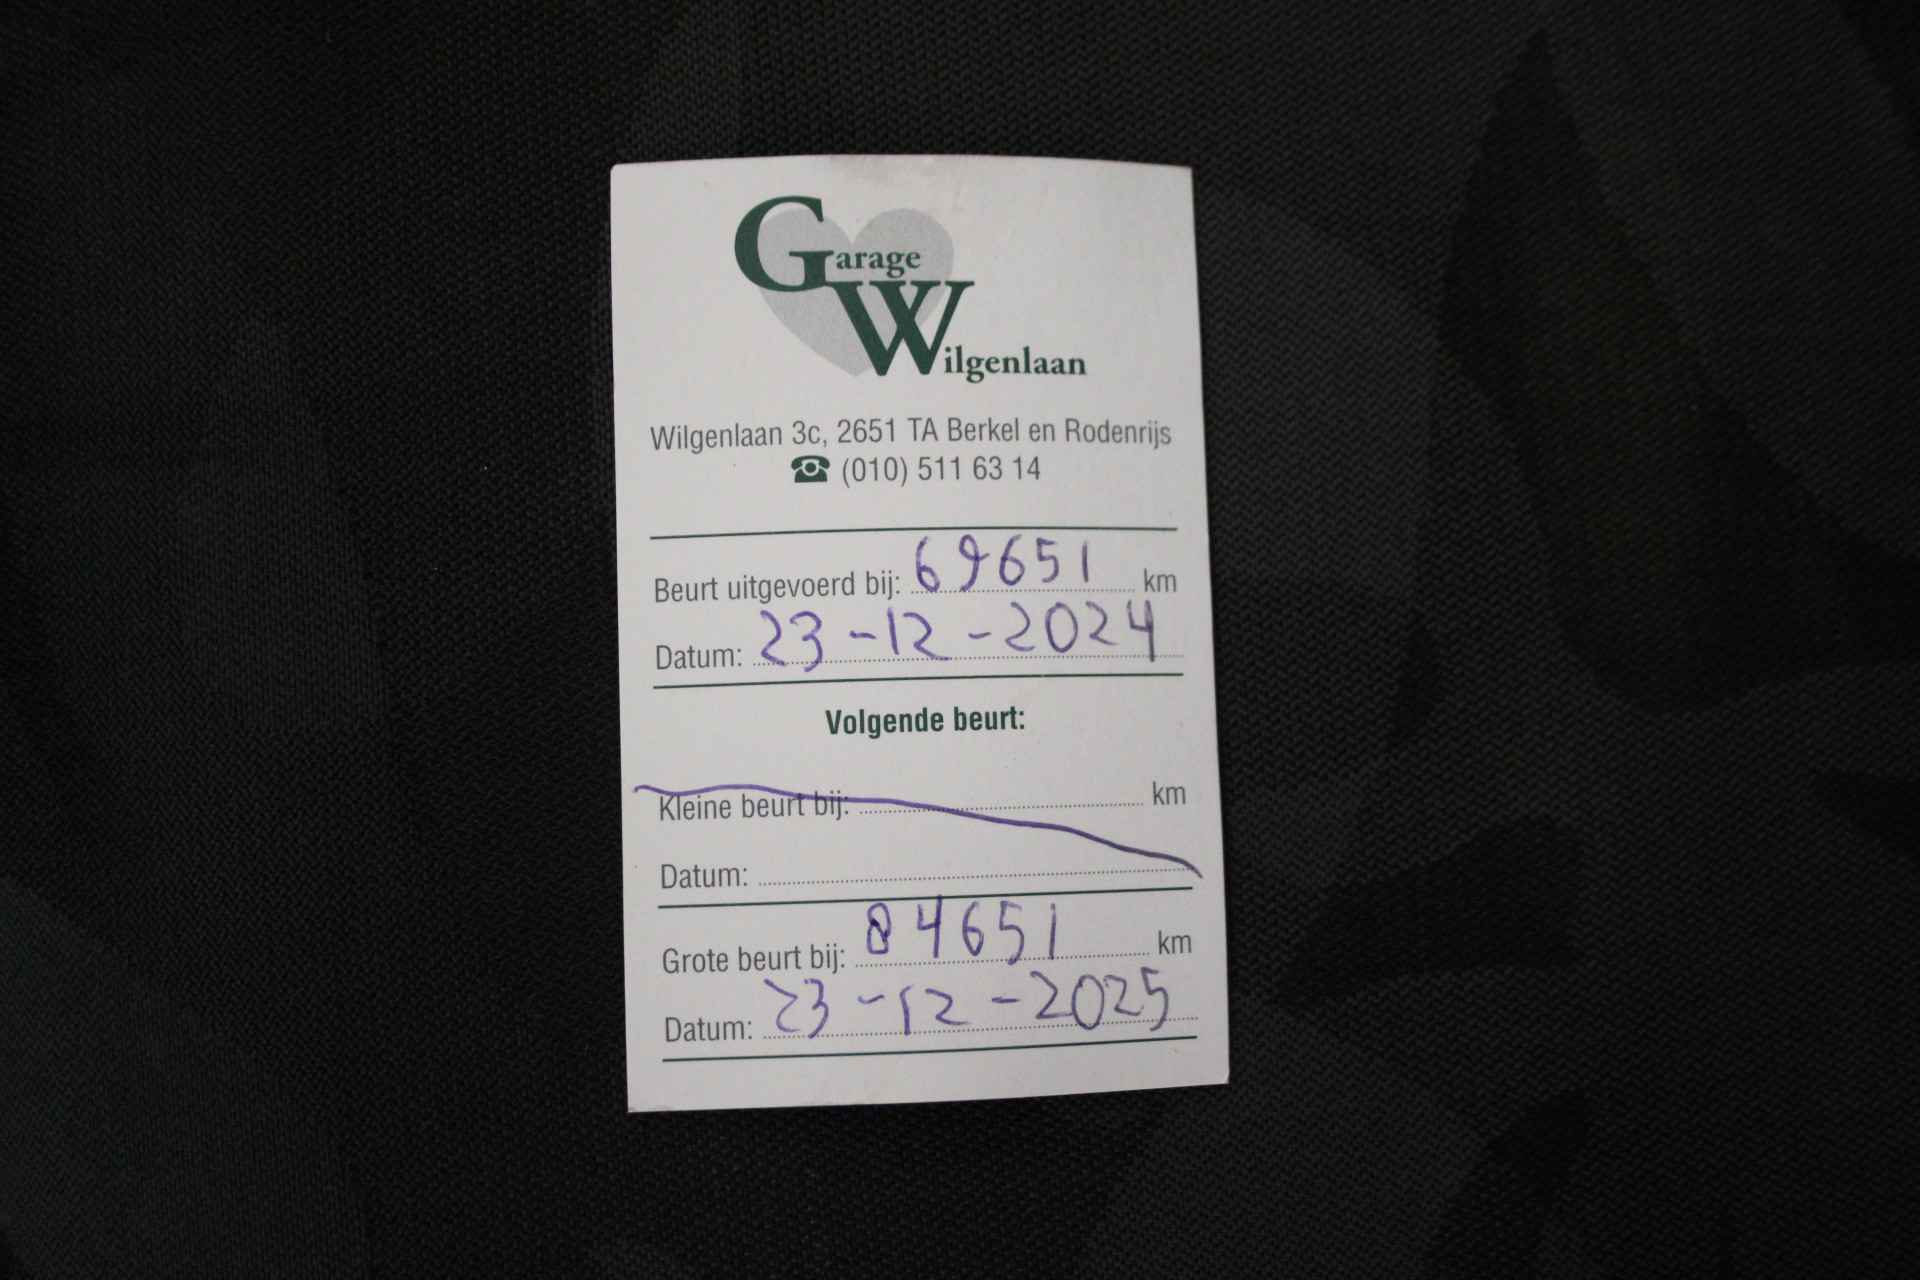 Garage
Wilgenlaan
Wilgenlaan 3c, 2651 TA Berkel en Rodenrijs
☎ (010) 511 63 14
Beurt uitgevoerd bij: 69651 km
Datum: 23-12-2024
Volgende beurt:
Kleine beurt bij: km
Datum:
Grote beurt bij: 84651 km
Datum: 23-12-2025